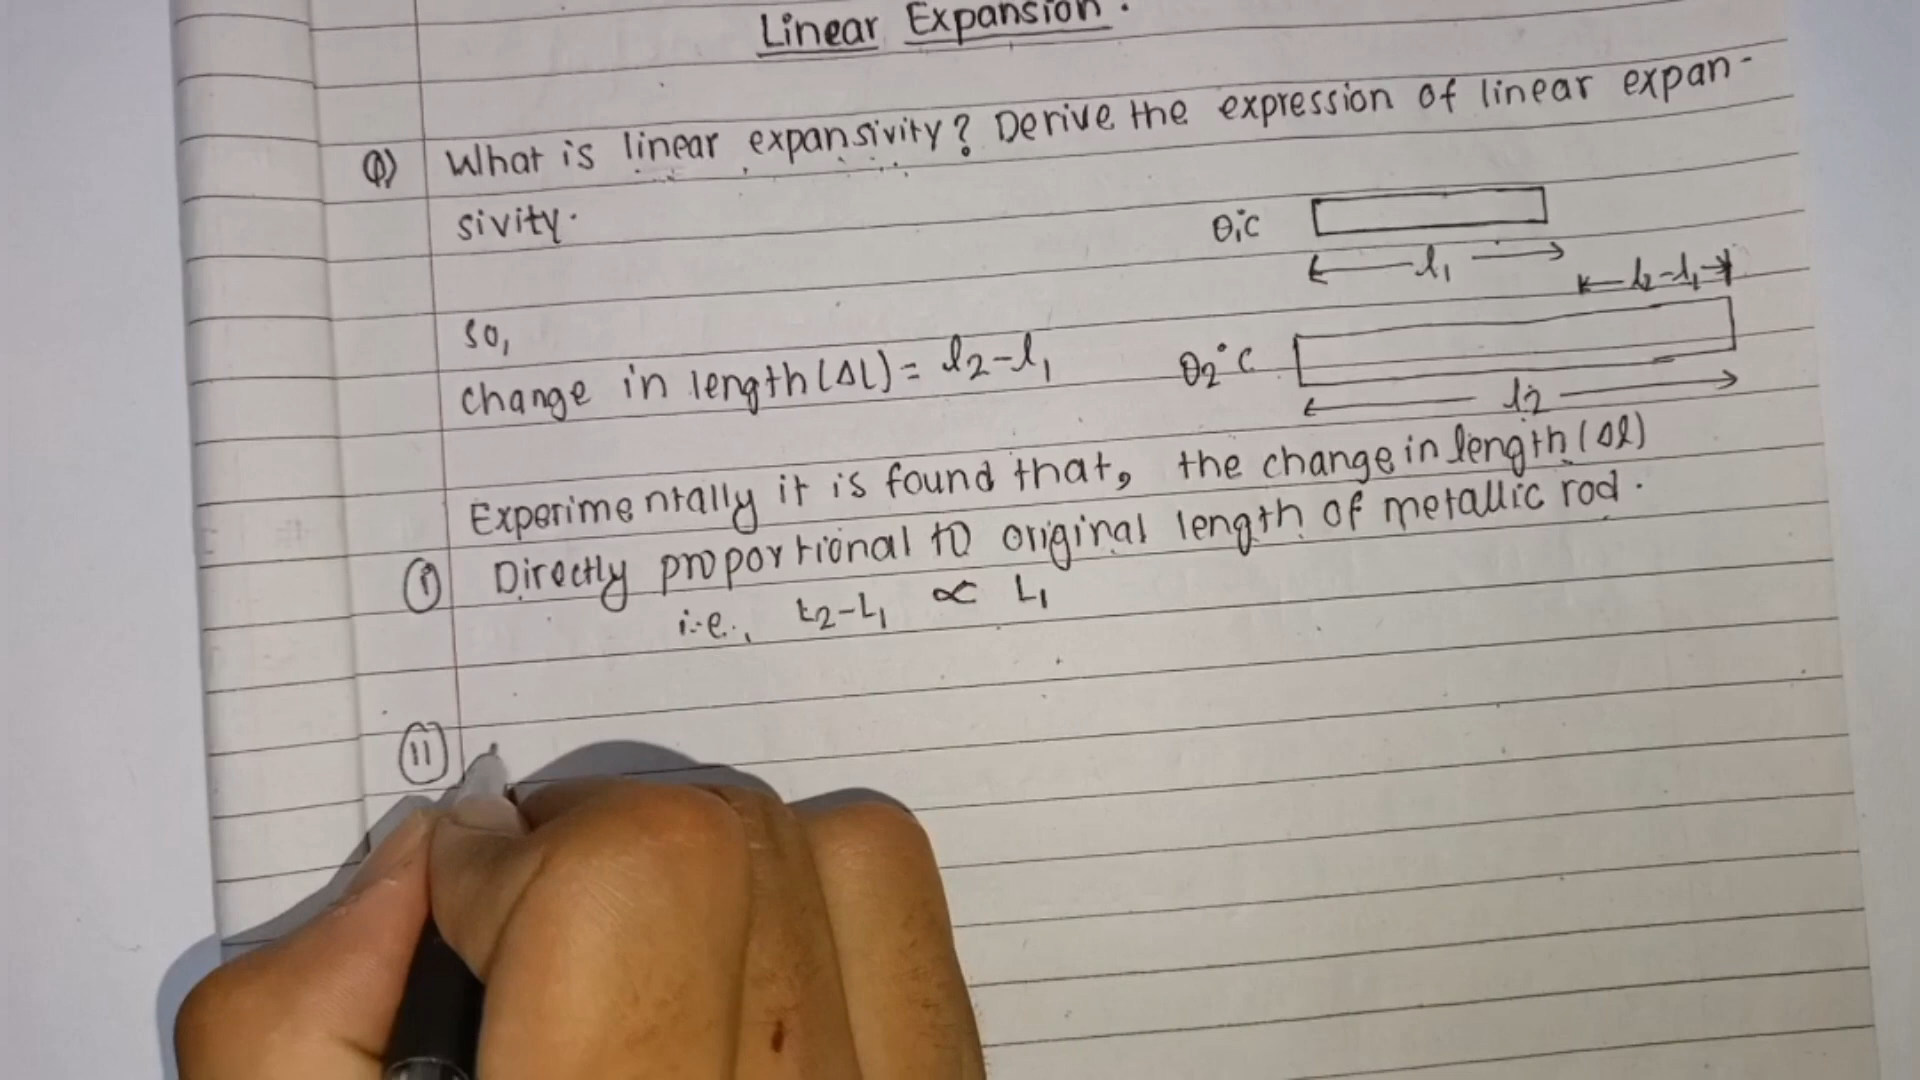 Linear Expansion.
Q) What is linear expansivity? Derive the expression of linear expan-
sivity.
θ₁°C
l₁
l₂-l₁
so,
change in length (Δl) = l₂-l₁
θ₂°C
l₂
Experimentally it is found that, the change in length (Δl)
(i) Directly proportional to original length of metallic rod.
i.e., L₂-L₁ ∝ L₁
(ii)